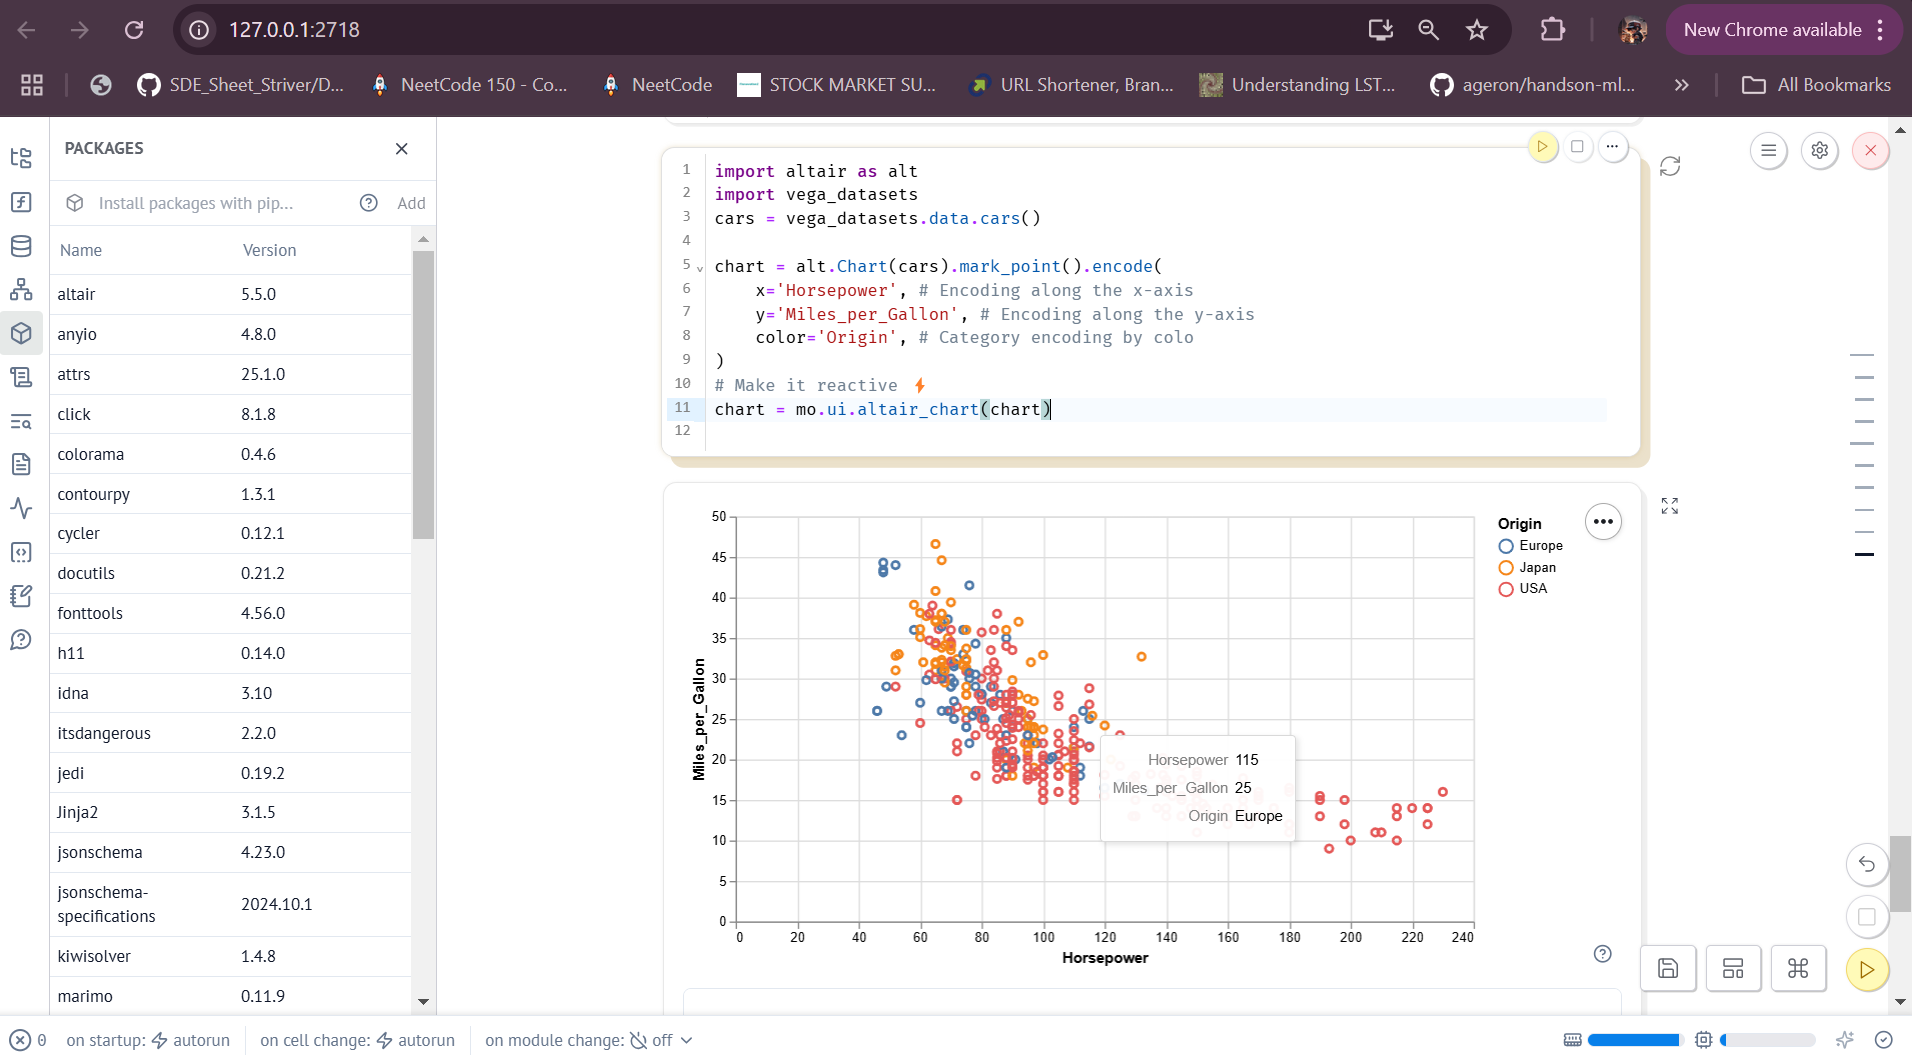 127.0.0.1:2718
New Chrome available
SDE_Sheet_Striver/D...
NeetCode 150 - Co...
NeetCode
STOCK MARKET SU...
URL Shortener, Bran...
Understanding LST...
ageron/handson-ml...
All Bookmarks
PACKAGES
Install packages with pip...
Add
Name Version
altair 5.5.0
anyio 4.8.0
attrs 25.1.0
click 8.1.8
colorama 0.4.6
contourpy 1.3.1
cycler 0.12.1
docutils 0.21.2
fonttools 4.56.0
h11 0.14.0
idna 3.10
itsdangerous 2.2.0
jedi 0.19.2
Jinja2 3.1.5
jsonschema 4.23.0
jsonschema-
specifications 2024.10.1
kiwisolver 1.4.8
marimo 0.11.9
1 import altair as alt
2 import vega_datasets
3 cars = vega_datasets.data.cars()
4
5 chart = alt.Chart(cars).mark_point().encode(
6 x='Horsepower', # Encoding along the x-axis
7 y='Miles_per_Gallon', # Encoding along the y-axis
8 color='Origin', # Category encoding by colo
9 )
10 # Make it reactive ⚡
11 chart = mo.ui.altair_chart(chart)
12
50
45
40
35
30
25
20
15
10
5
0
Miles_per_Gallon
0 20 40 60 80 100 120 140 160 180 200 220 240
Horsepower
Origin
Europe
Japan
USA
Horsepower 115
Miles_per_Gallon 25
Origin Europe
0
on startup: autorun
on cell change: autorun
on module change: off